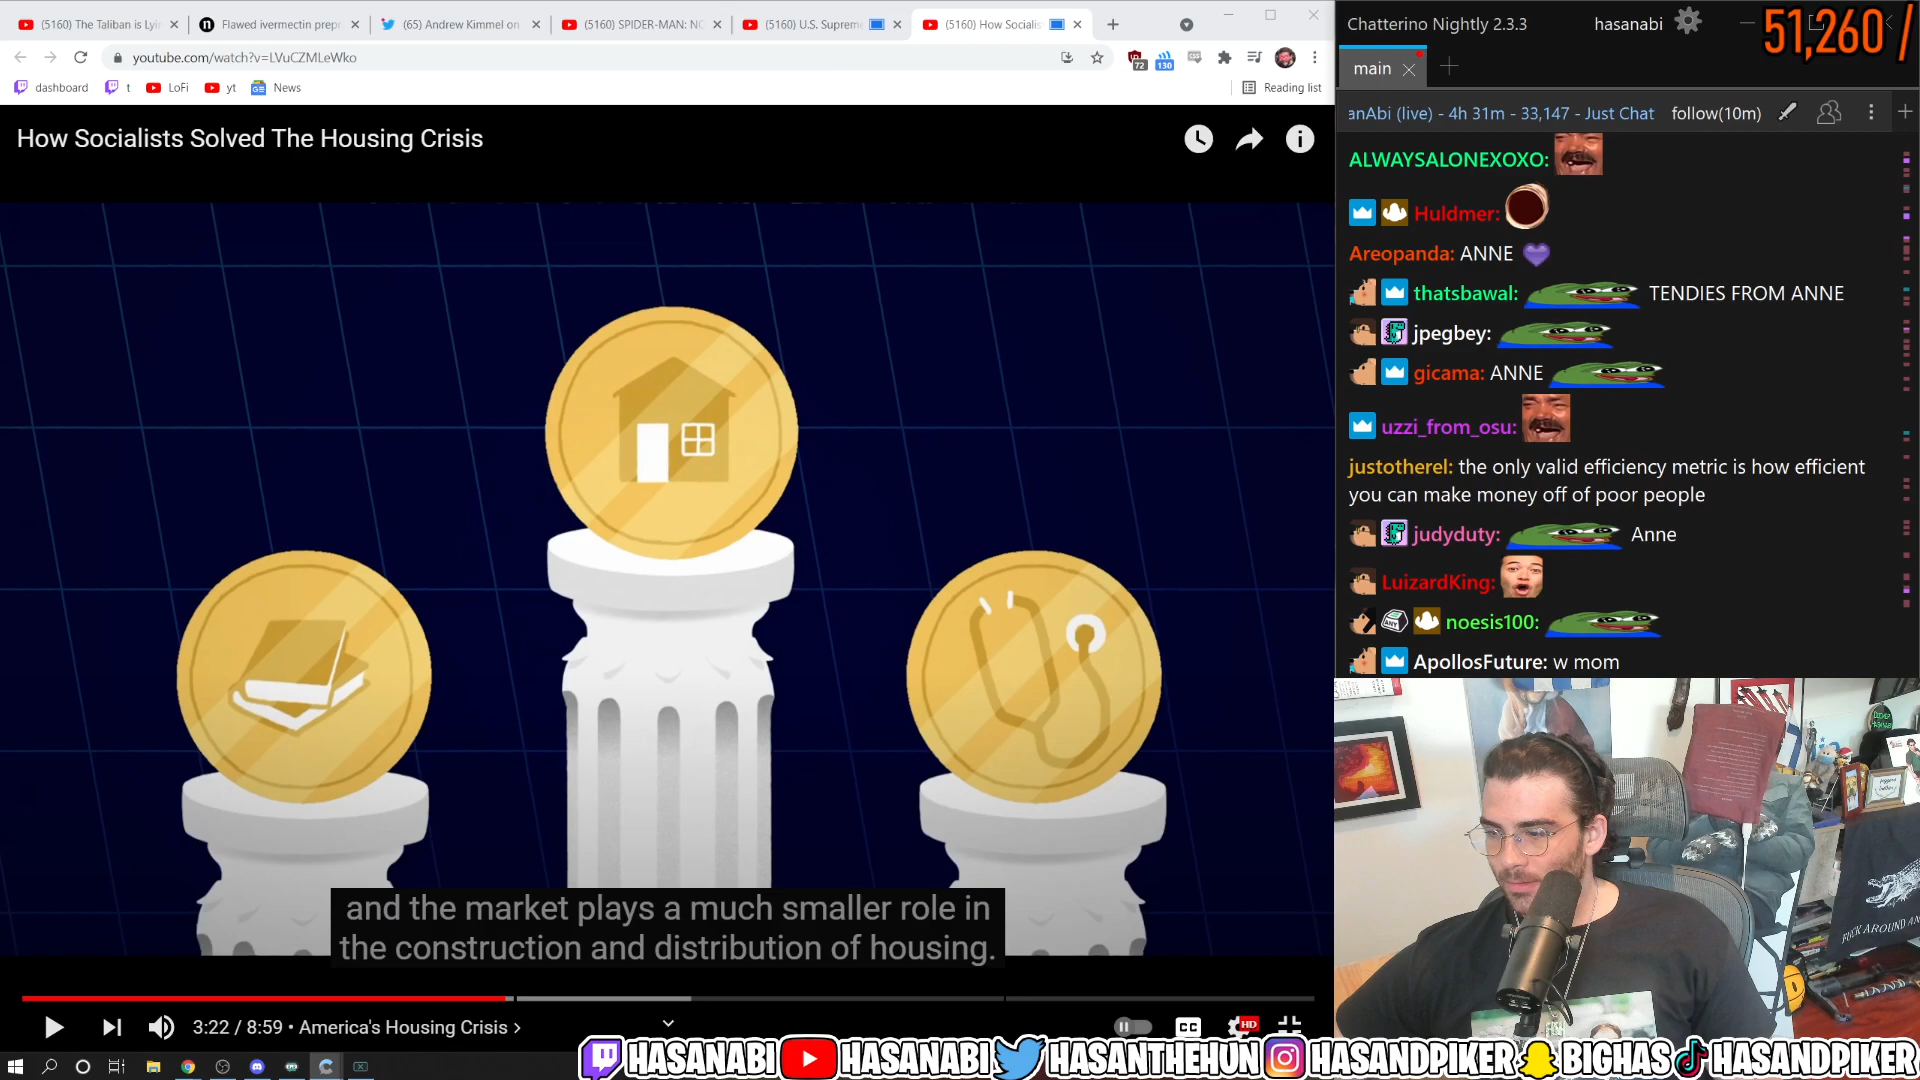 (5160) The Taliban is Lyin
Flawed ivermectin prepr
(65) Andrew Kimmel on
(5160) SPIDER-MAN: NO
(5160) U.S. Supreme
(5160) How Socialis
youtube.com/watch?v=LVuCZMLeWko
72
130
dashboard
t
LoFi
yt
News
Reading list
How Socialists Solved The Housing Crisis
and the market plays a much smaller role in
the construction and distribution of housing.
3:22 / 8:59 • America's Housing Crisis
CC
HD
Chatterino Nightly 2.3.3
hasanabi
51,260 /
main
anAbi (live) - 4h 31m - 33,147 - Just Chat
follow(10m)
ALWAYSALONEXOXO:
Huldmer:
Areopanda: ANNE
thatsbawal: TENDIES FROM ANNE
jpegbey:
gicama: ANNE
uzzi_from_osu:
justotherel: the only valid efficiency metric is how efficient
you can make money off of poor people
judyduty: Anne
LuizardKing:
noesis100:
ApollosFuture: w mom
HASANABI
HASANABI
HASANTHEHUN
HASANDPIKER
BIGHAS
HASANDPIKER